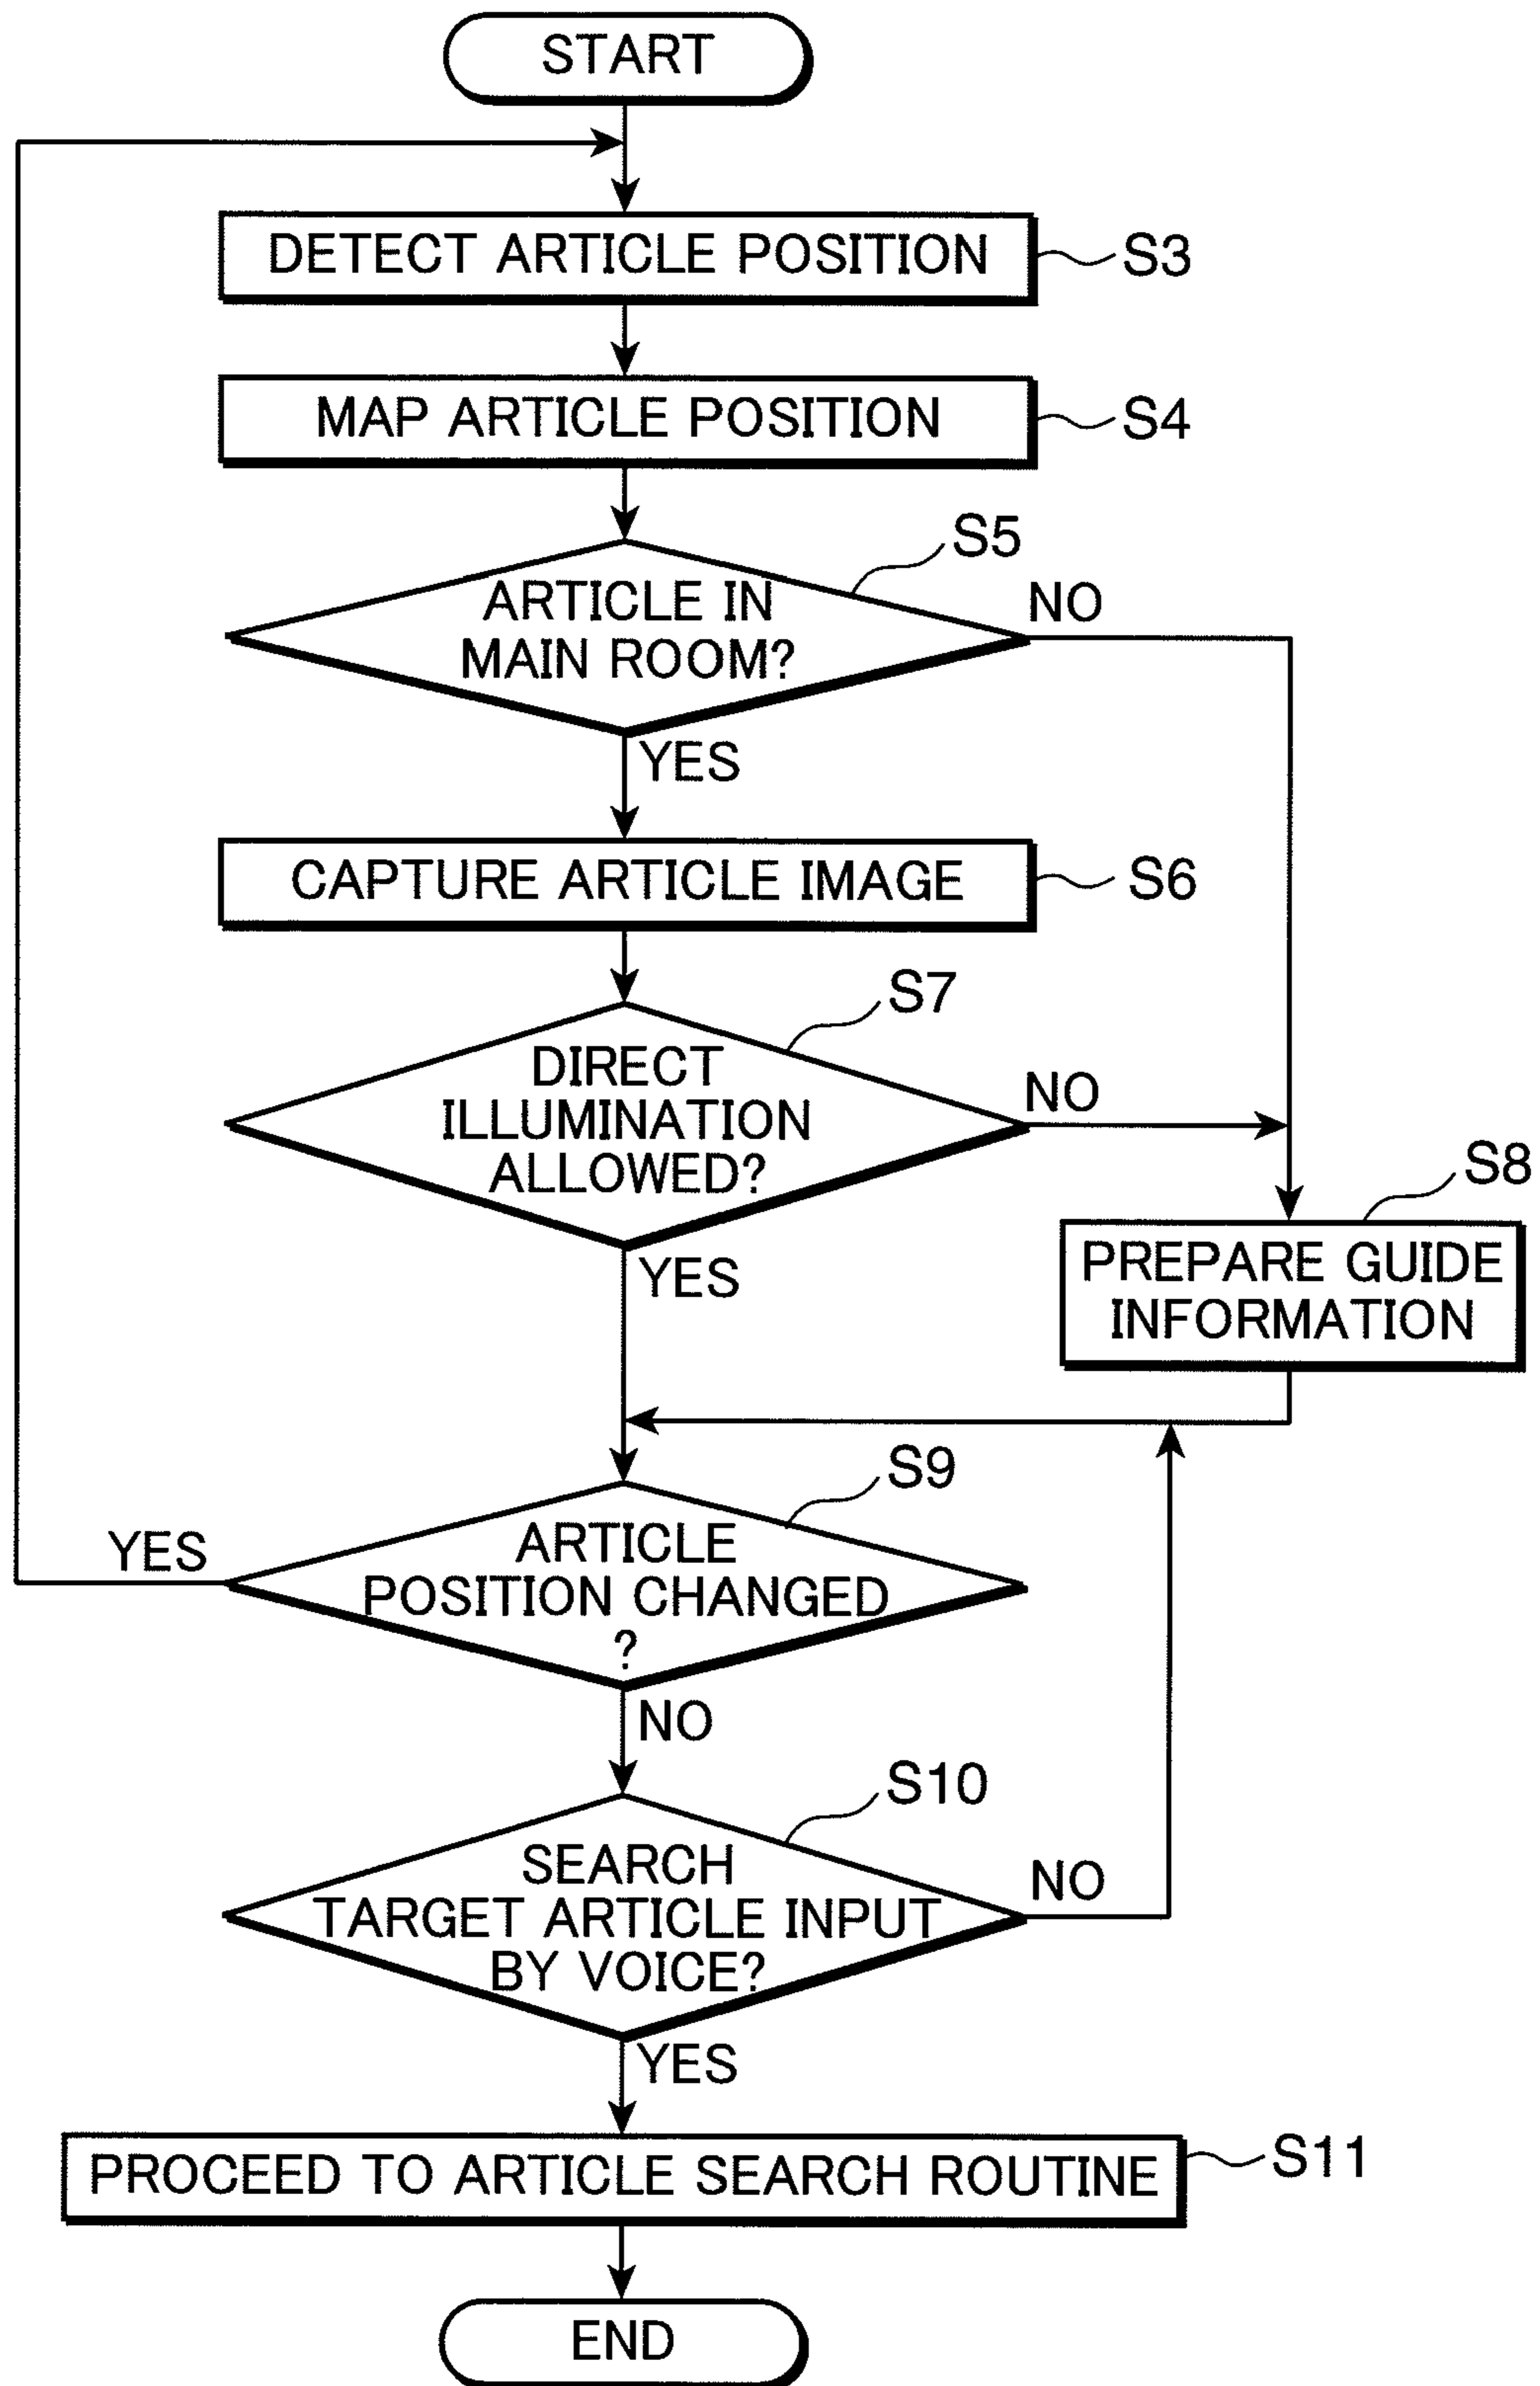 START
DETECT ARTICLE POSITION
S3
MAP ARTICLE POSITION
S4
S5
ARTICLE IN
MAIN ROOM?
NO
YES
CAPTURE ARTICLE IMAGE
S6
S7
DIRECT
ILLUMINATION
ALLOWED?
NO
YES
S8
PREPARE GUIDE
INFORMATION
S9
ARTICLE
POSITION CHANGED
?
YES
NO
S10
SEARCH
TARGET ARTICLE INPUT
BY VOICE?
NO
YES
PROCEED TO ARTICLE SEARCH ROUTINE
S11
END